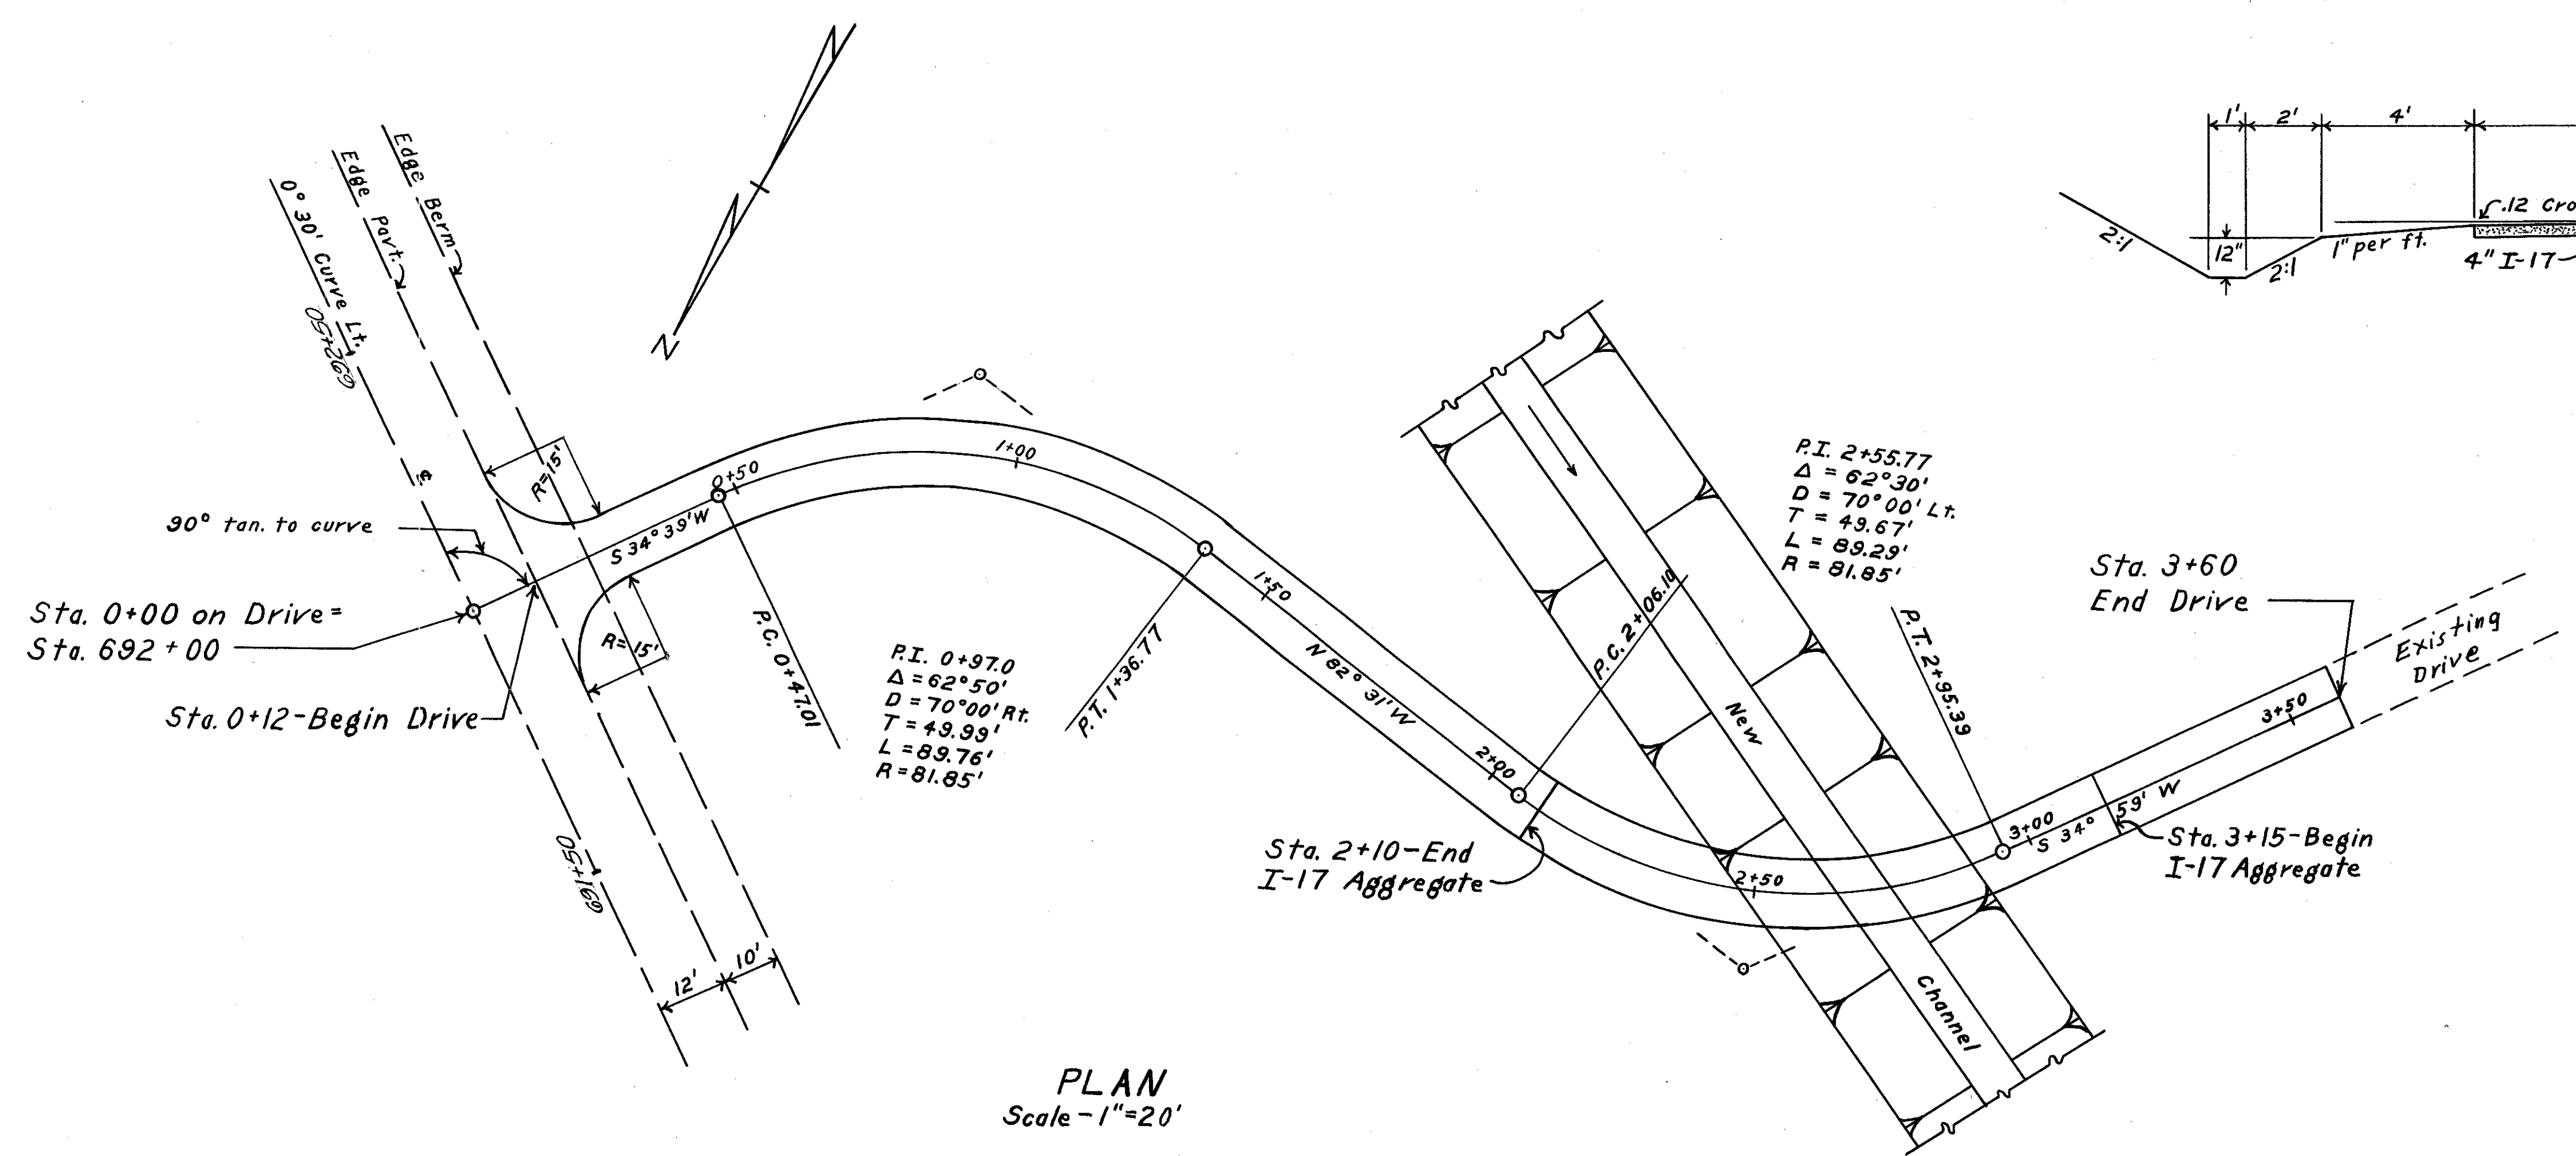 N
0° 30' Curve Lt.
Edge Pavt.
Edge Berm
692+50
90° tan. to curve
Sta. 0+00 on Drive =
Sta. 692+00
Sta. 0+12-Begin Drive
R=15'
R=15'
S 34° 39' W
0+50
1+00
P.C. 0+47.01
P.I. 0+97.0
Δ = 62°50'
D = 70°00' Rt.
T = 49.99'
L = 89.76'
R = 81.85'
P.T. 1+36.77
1+50
N 82° 31' W
2+00
P.C. 2+06.10
Sta. 2+10-End
I-17 Aggregate
691+50
12'
10'
New
Channel
2+50
P.I. 2+55.77
Δ = 62°30'
D = 70°00' Lt.
T = 49.67'
L = 89.29'
R = 81.85'
P.T. 2+95.39
3+00
S 34° 59' W
Sta. 3+15-Begin
I-17 Aggregate
3+50
Sta. 3+60
End Drive
Existing
Drive
1'
2'
4'
2:1
12"
2:1
1" per ft.
.12 Cro
4" I-17
PLAN
Scale-1"=20'